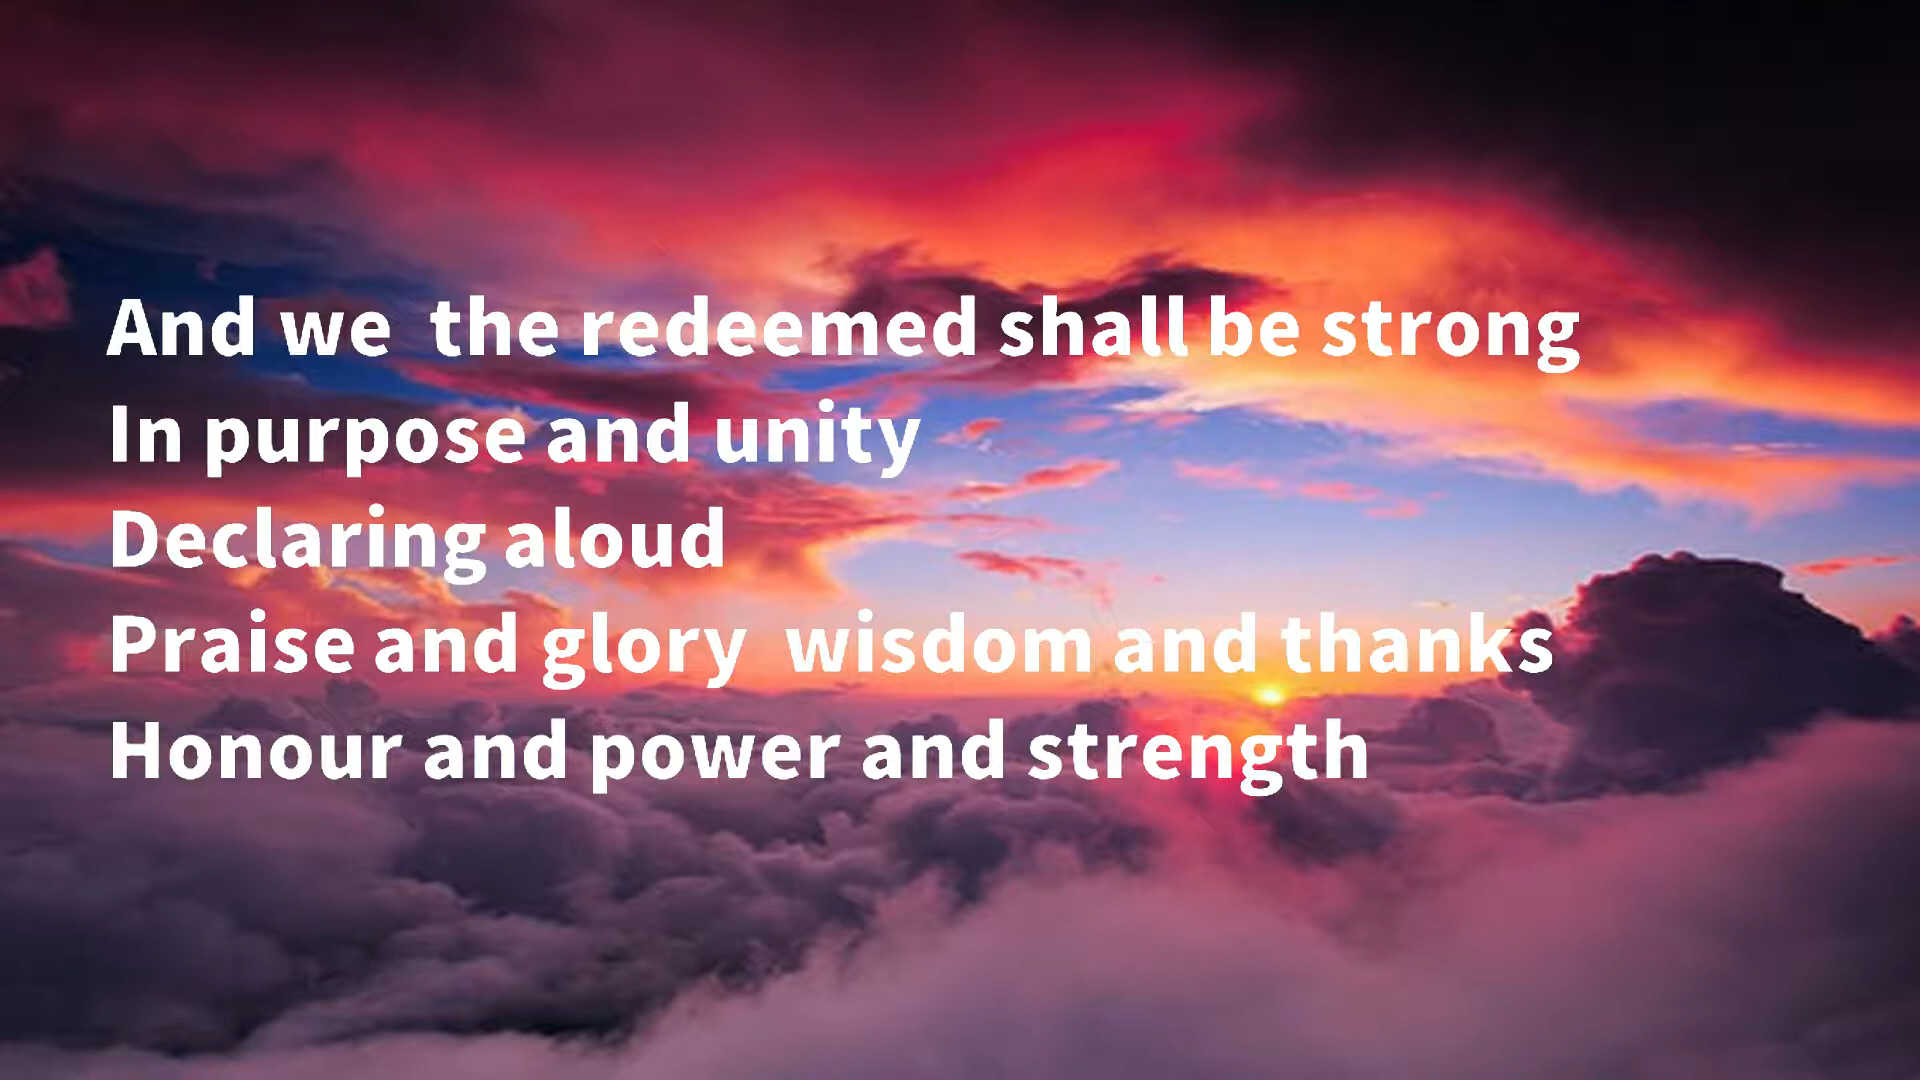 And we  the redeemed shall be strong
In purpose and unity
Declaring aloud
Praise and glory  wisdom and thanks
Honour and power and strength